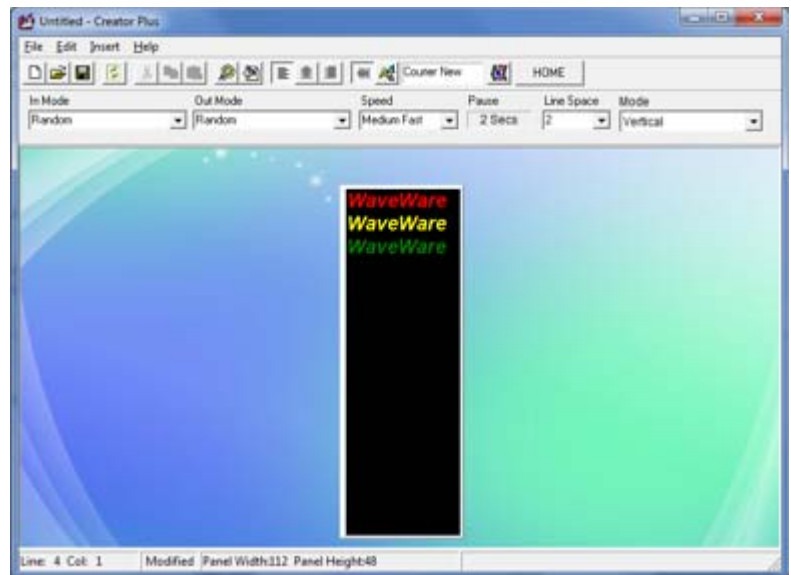 Untitled - Creator Plus
File Edit Insert Help
Courier New HOME
In Mode Out Mode Speed Pause Line Space Mode
Random Random Medium Fast 2 Secs 2 Vertical
WaveWare
WaveWare
WaveWare
Line: 4 Col: 1 Modified Panel Width:112 Panel Height:48